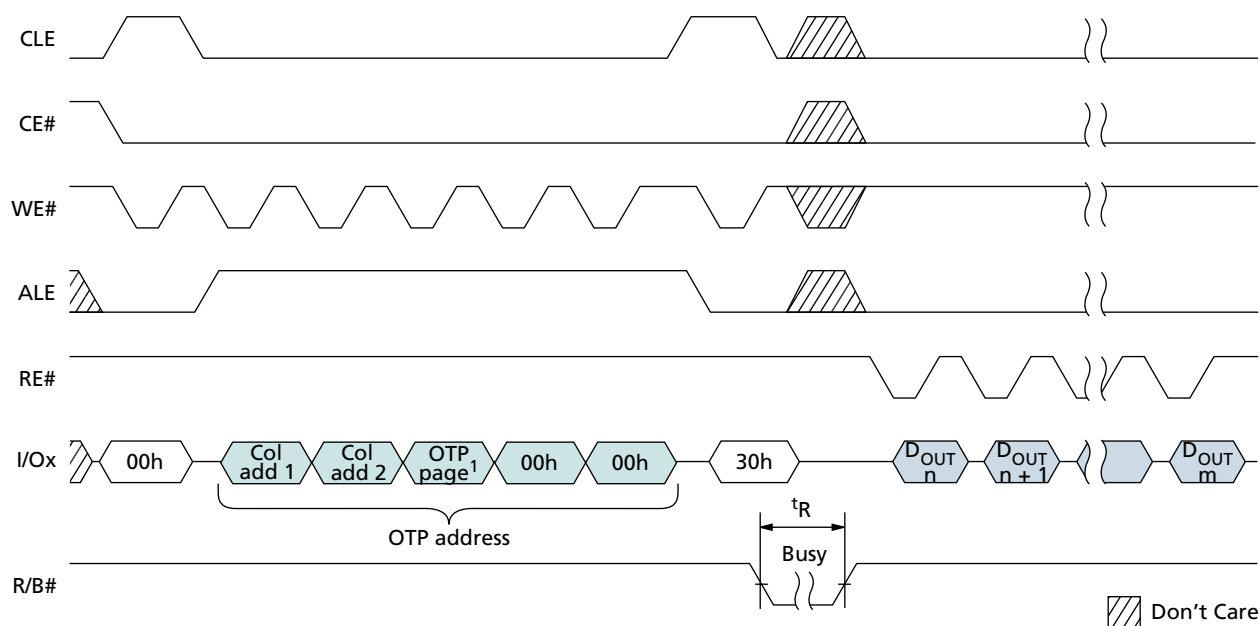 CLE
CE#
WE#
ALE
RE#
I/Ox
00h
Col
add 1
Col
add 2
OTP
page1
00h
00h
30h
DOUT
n
DOUT
n + 1
DOUT
m
OTP address
tR
Busy
R/B#
Don't Care